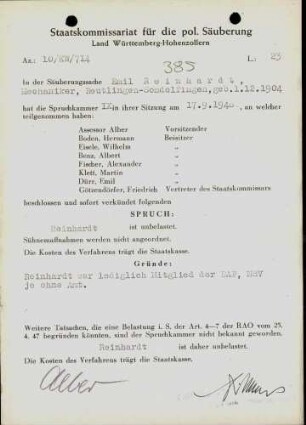 Staatskommissariat für die pol. Säuberung
Land Württemberg-Hohenzollern
Az.: 10/KW/714
385
L.: 23
In der Säuberungssache Emil Reinhardt,
Mechaniker, Reutlingen-Sondelfingen, geb. 1.12.1904
hat die Spruchkammer IX in ihrer Sitzung am 17.9.1948, an welcher
teilgenommen haben:
Assessor Alber Vorsitzender
Boden, Hermann Beisitzer
Eisele, Wilhelm „
Benz, Albert „
Fischer, Alexander „
Klett, Martin „
Dürr, Emil „
Götzendörfer, Friedrich Vertreter des Staatskommissars
beschlossen und sofort verkündet folgenden
SPRUCH:
Reinhardt ist unbelastet.
Sühnemaßnahmen werden nicht angeordnet.
Die Kosten des Verfahrens trägt die Staatskasse.
Gründe:
Reinhardt war lediglich Mitglied der DAF, NSV
je ohne Amt.
Weitere Tatsachen, die eine Belastung i. S. der Art. 4–7 der RAO vom 25.
4. 47 begründen könnten, sind der Spruchkammer nicht bekannt geworden.
Reinhardt ist daher unbelastet.
Die Kosten des Verfahrens trägt die Staatskasse.
Alber